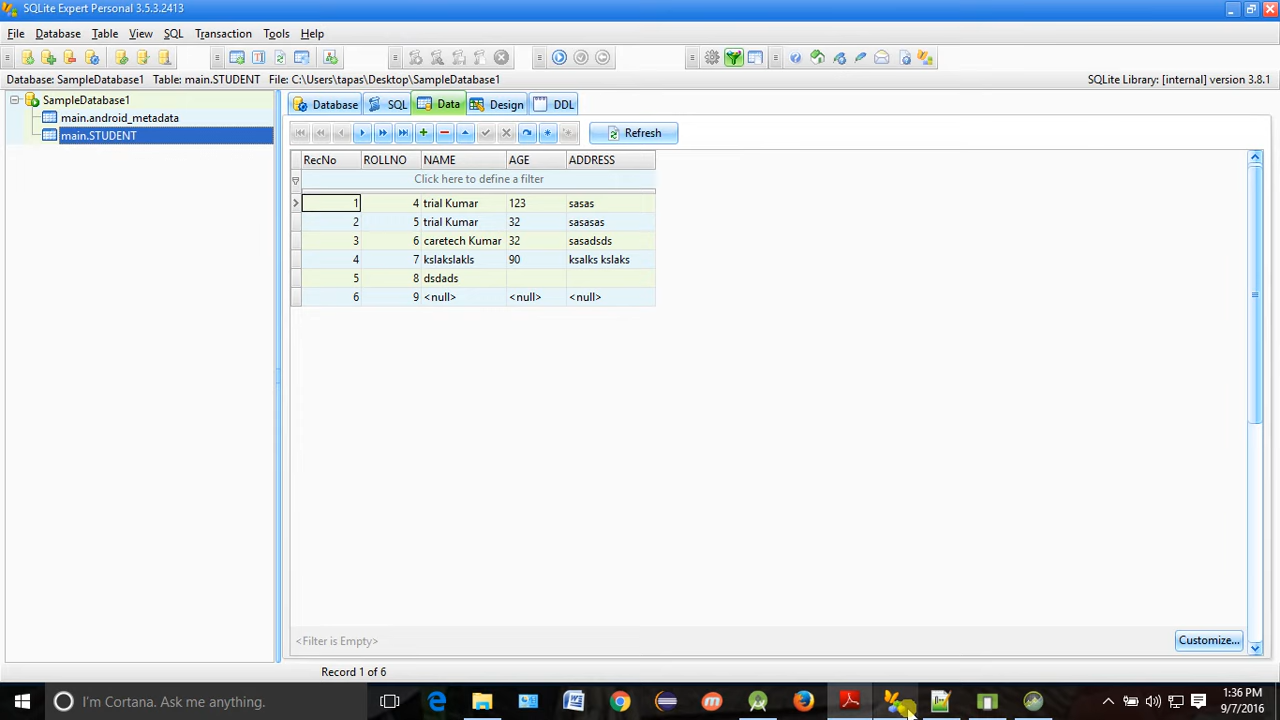 SQLite Expert Personal 3.5.3.2413
File Database Table View SQL Transaction Tools Help
Database: SampleDatabase1 Table: main.STUDENT File: C:\Users\tapas\Desktop\SampleDatabase1 SQLite Library: [internal] version 3.8.1
SampleDatabase1
main.android_metadata
main.STUDENT
Database SQL Data Design DDL
Refresh
RecNo ROLLNO NAME AGE ADDRESS
Click here to define a filter
1 4 trial Kumar 123 sasas
2 5 trial Kumar 32 sasasas
3 6 caretech Kumar 32 sasadsds
4 7 kslakslakls 90 ksalks kslaks
5 8 dsdads
6 9 <null> <null> <null>
<Filter is Empty> Customize...
Record 1 of 6
I'm Cortana. Ask me anything. 1:36 PM
9/7/2016